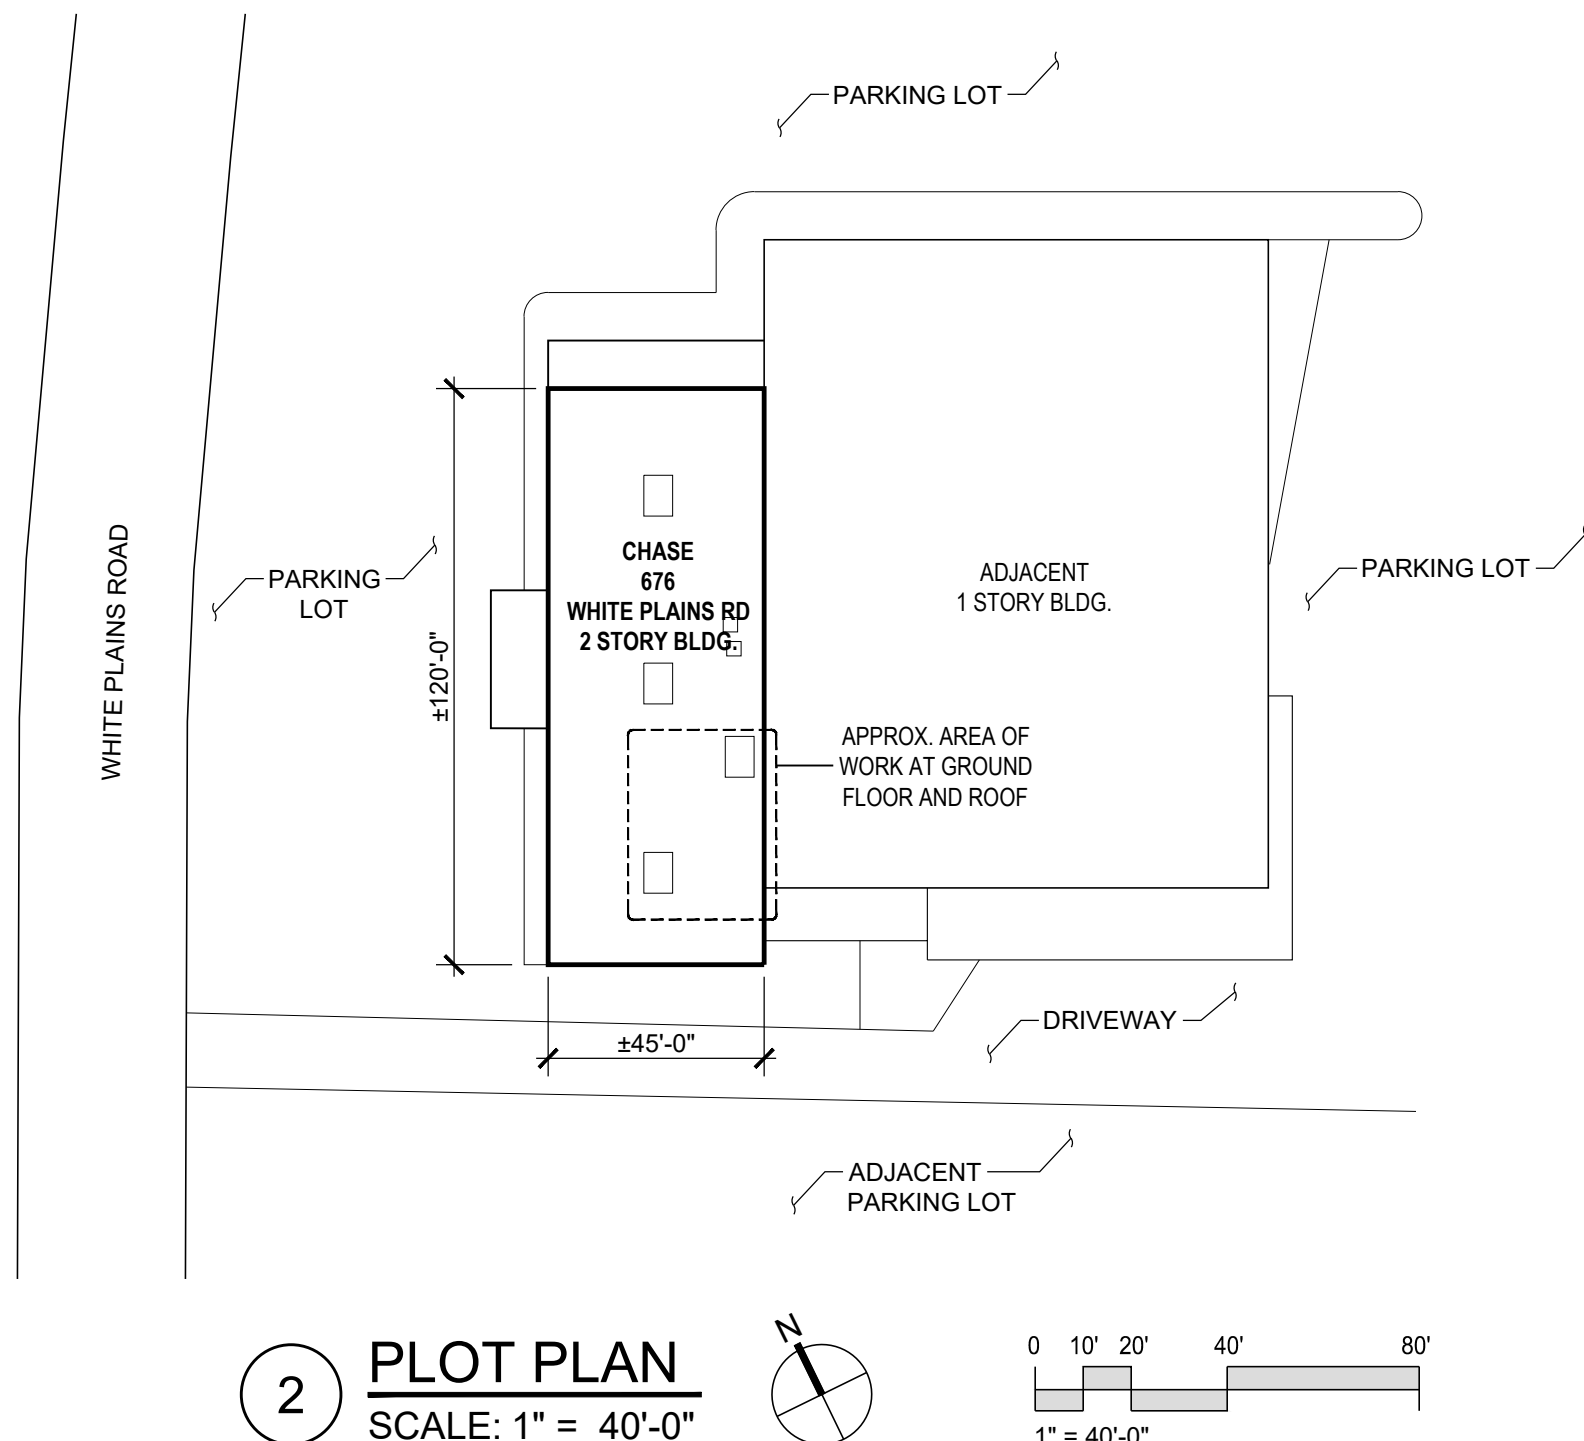 PARKING LOT
WHITE PLAINS ROAD
PARKING
LOT
±120'-0"
CHASE
676
WHITE PLAINS RD
2 STORY BLDG.
ADJACENT
1 STORY BLDG.
PARKING LOT
APPROX. AREA OF
WORK AT GROUND
FLOOR AND ROOF
DRIVEWAY
±45'-0"
ADJACENT
PARKING LOT
2
PLOT PLAN
SCALE: 1" = 40'-0"
N
0 10' 20' 40' 80'
1" = 40'-0"